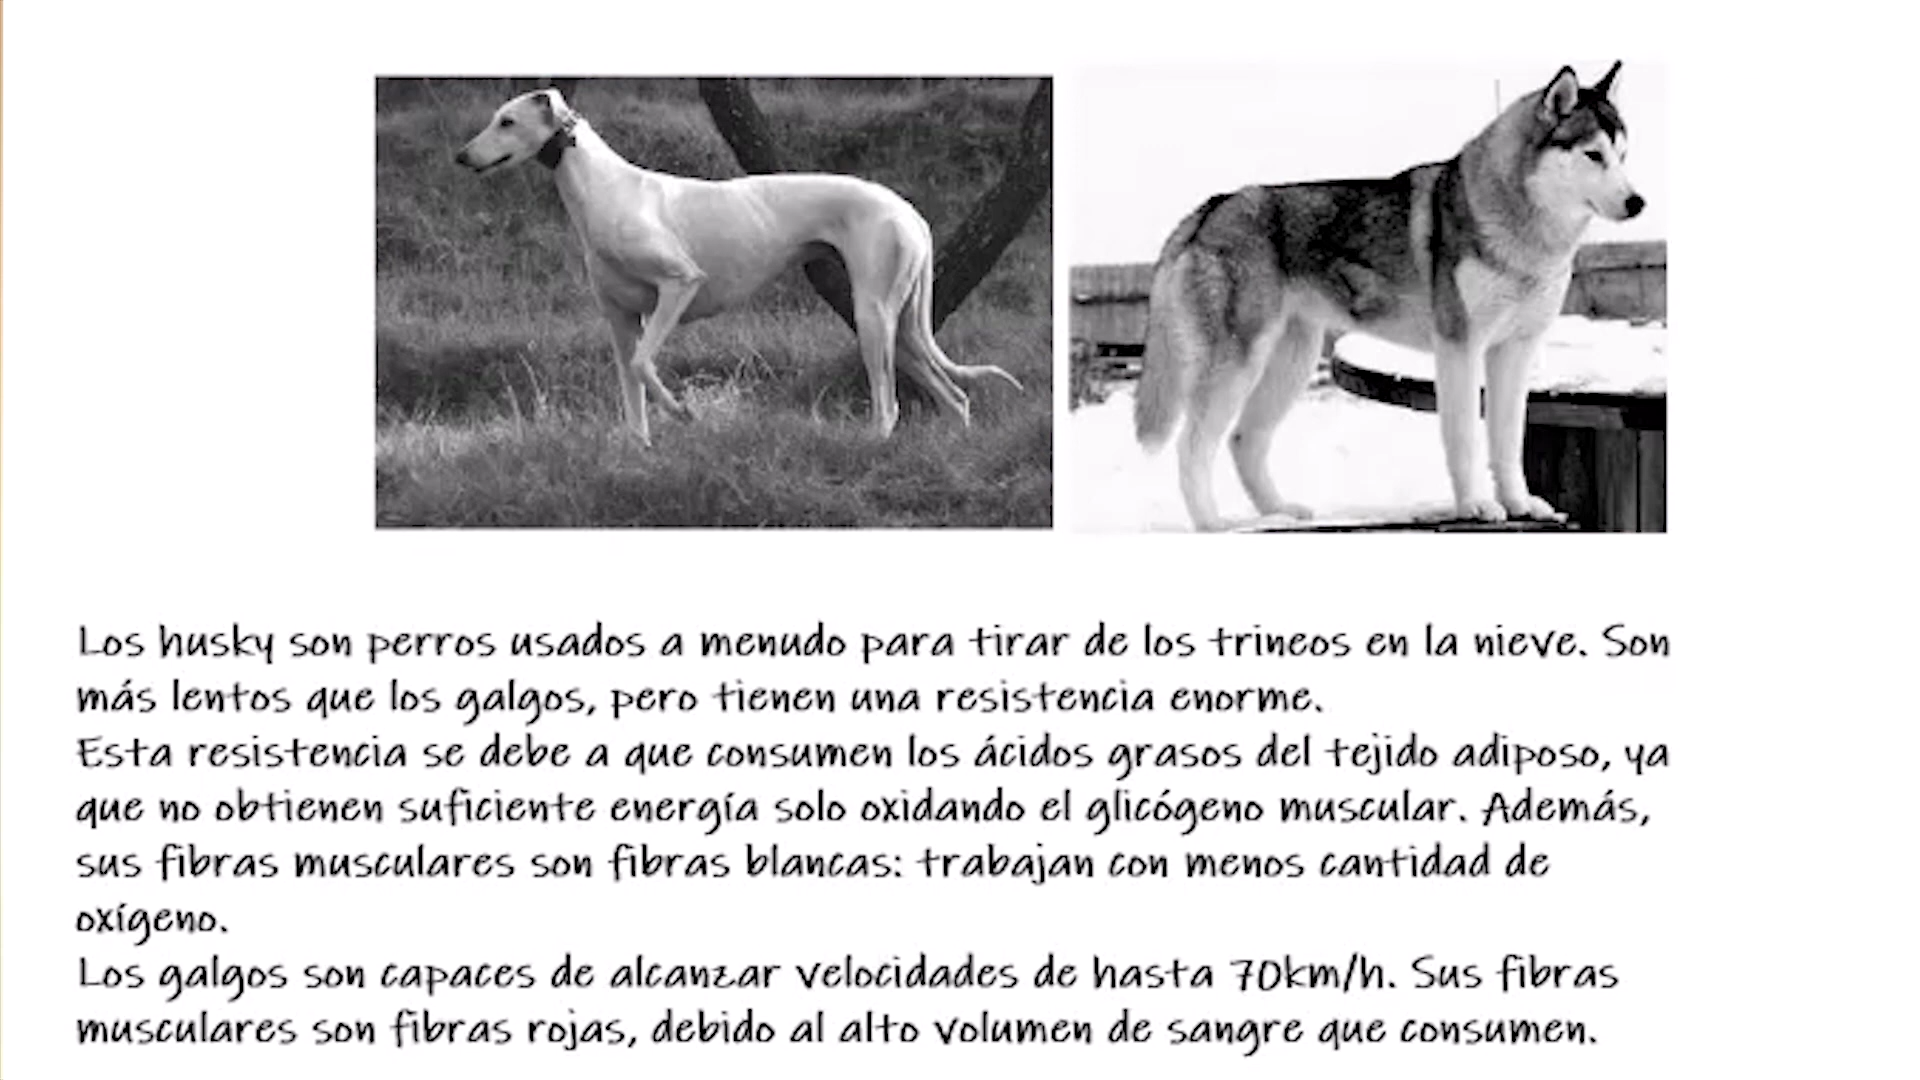 Los husky son perros usados a menudo para tirar de los trineos en la nieve. Son
más lentos que los galgos, pero tienen una resistencia enorme.
Esta resistencia se debe a que consumen los ácidos grasos del tejido adiposo, ya
que no obtienen suficiente energía solo oxidando el glicógeno muscular. Además,
sus fibras musculares son fibras blancas: trabajan con menos cantidad de
oxígeno.
Los galgos son capaces de alcanzar velocidades de hasta 70km/h. Sus fibras
musculares son fibras rojas, debido al alto volumen de sangre que consumen.